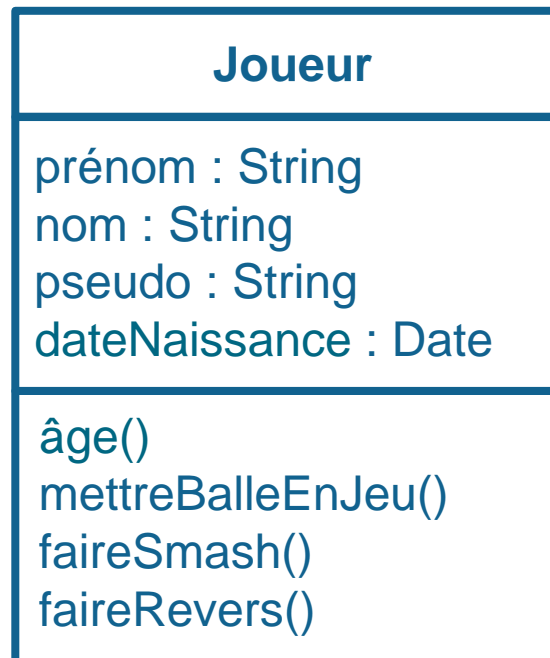 Joueur
prénom : String
nom : String
pseudo : String
dateNaissance : Date
âge()
mettreBalleEnJeu()
faireSmash()
faireRevers()